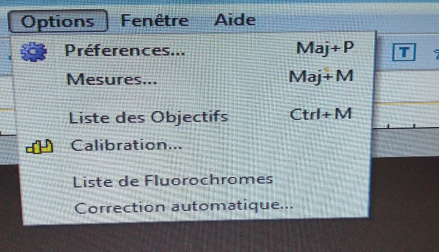 Options Fenêtre Aide
Préferences... Maj+P
Mesures... Maj+M
T
Liste des Objectifs Ctrl+M
Calibration...
Liste de Fluorochromes
Correction automatique...